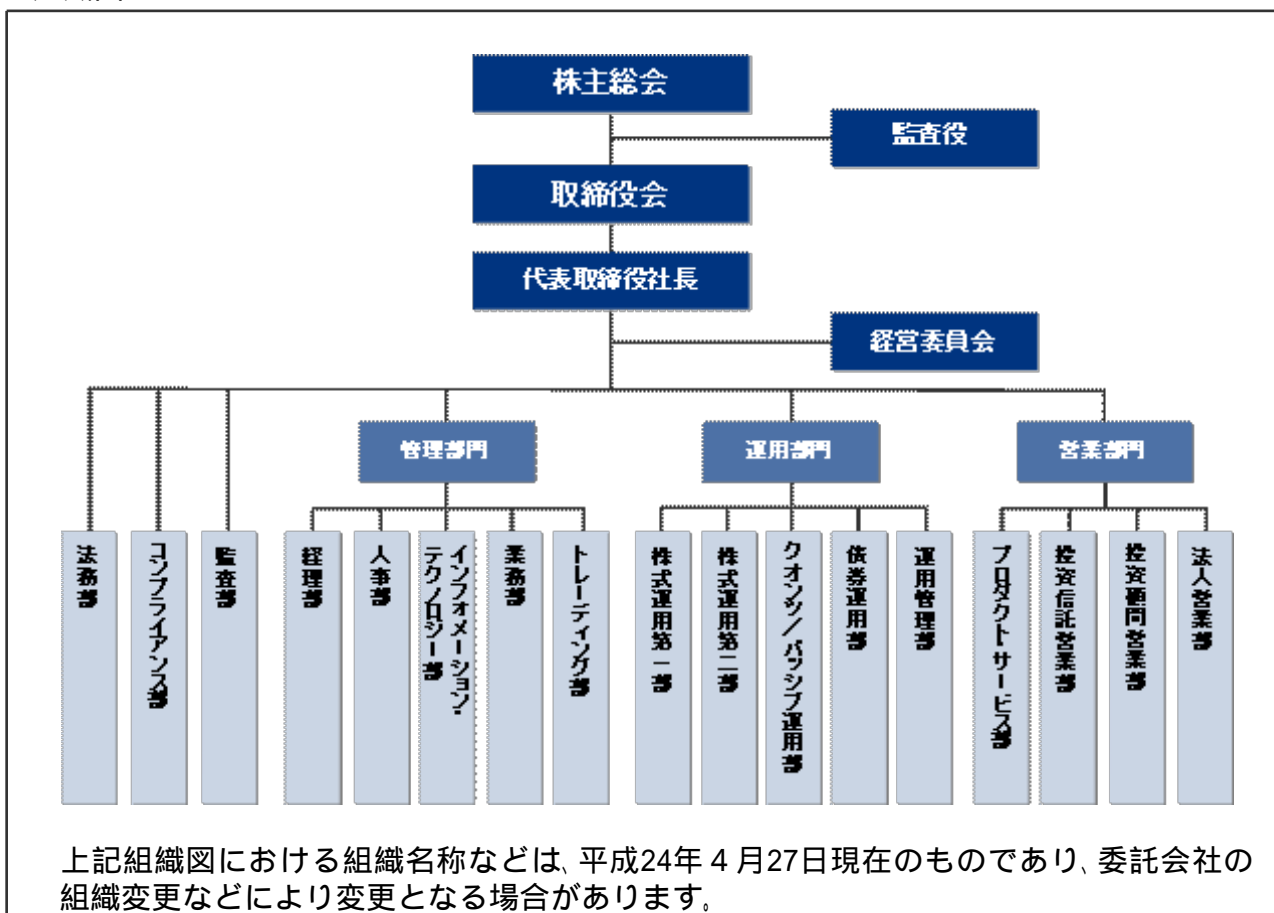 株主総会
監査役
取締役会
代表取締役社長
経営委員会
管理部門
運用部門
営業部門
法務部
コンプライアンス部
監査部
経理部
人事部
インフォメーション・
テクノロジー部
業務部
トレーディング部
株式運用第一部
株式運用第二部
クオンツ／パッシブ運用部
債券運用部
運用管理部
プロダクトサービス部
投資信託営業部
投資顧問営業部
法人営業部
上記組織図における組織名称などは、平成24年４月27日現在のものであり、委託会社の
組織変更などにより変更となる場合があります。